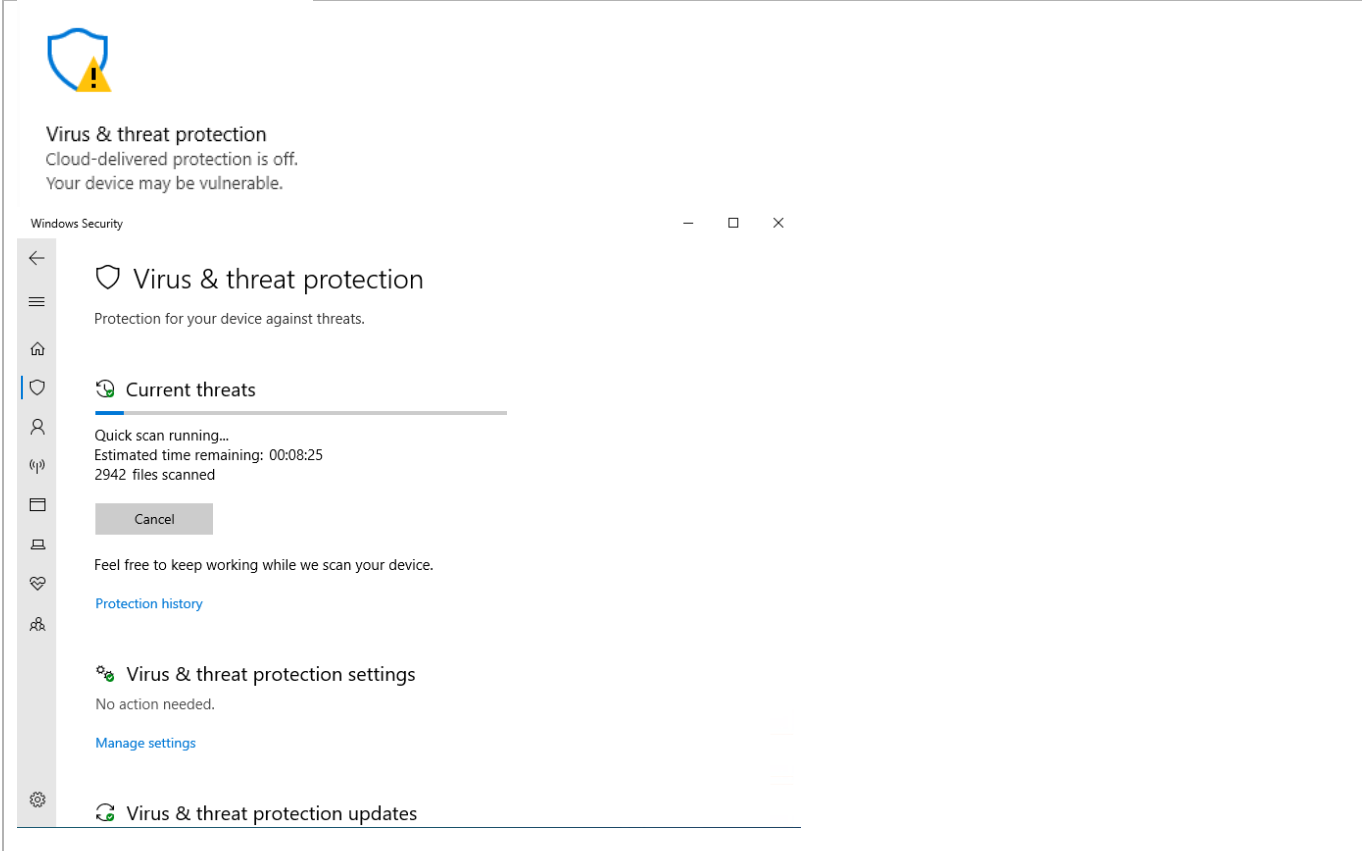 Virus & threat protection
Cloud-delivered protection is off.
Your device may be vulnerable.
Windows Security
Virus & threat protection
Protection for your device against threats.
Current threats
Quick scan running...
Estimated time remaining: 00:08:25
2942 files scanned
Cancel
Feel free to keep working while we scan your device.
Protection history
Virus & threat protection settings
No action needed.
Manage settings
Virus & threat protection updates